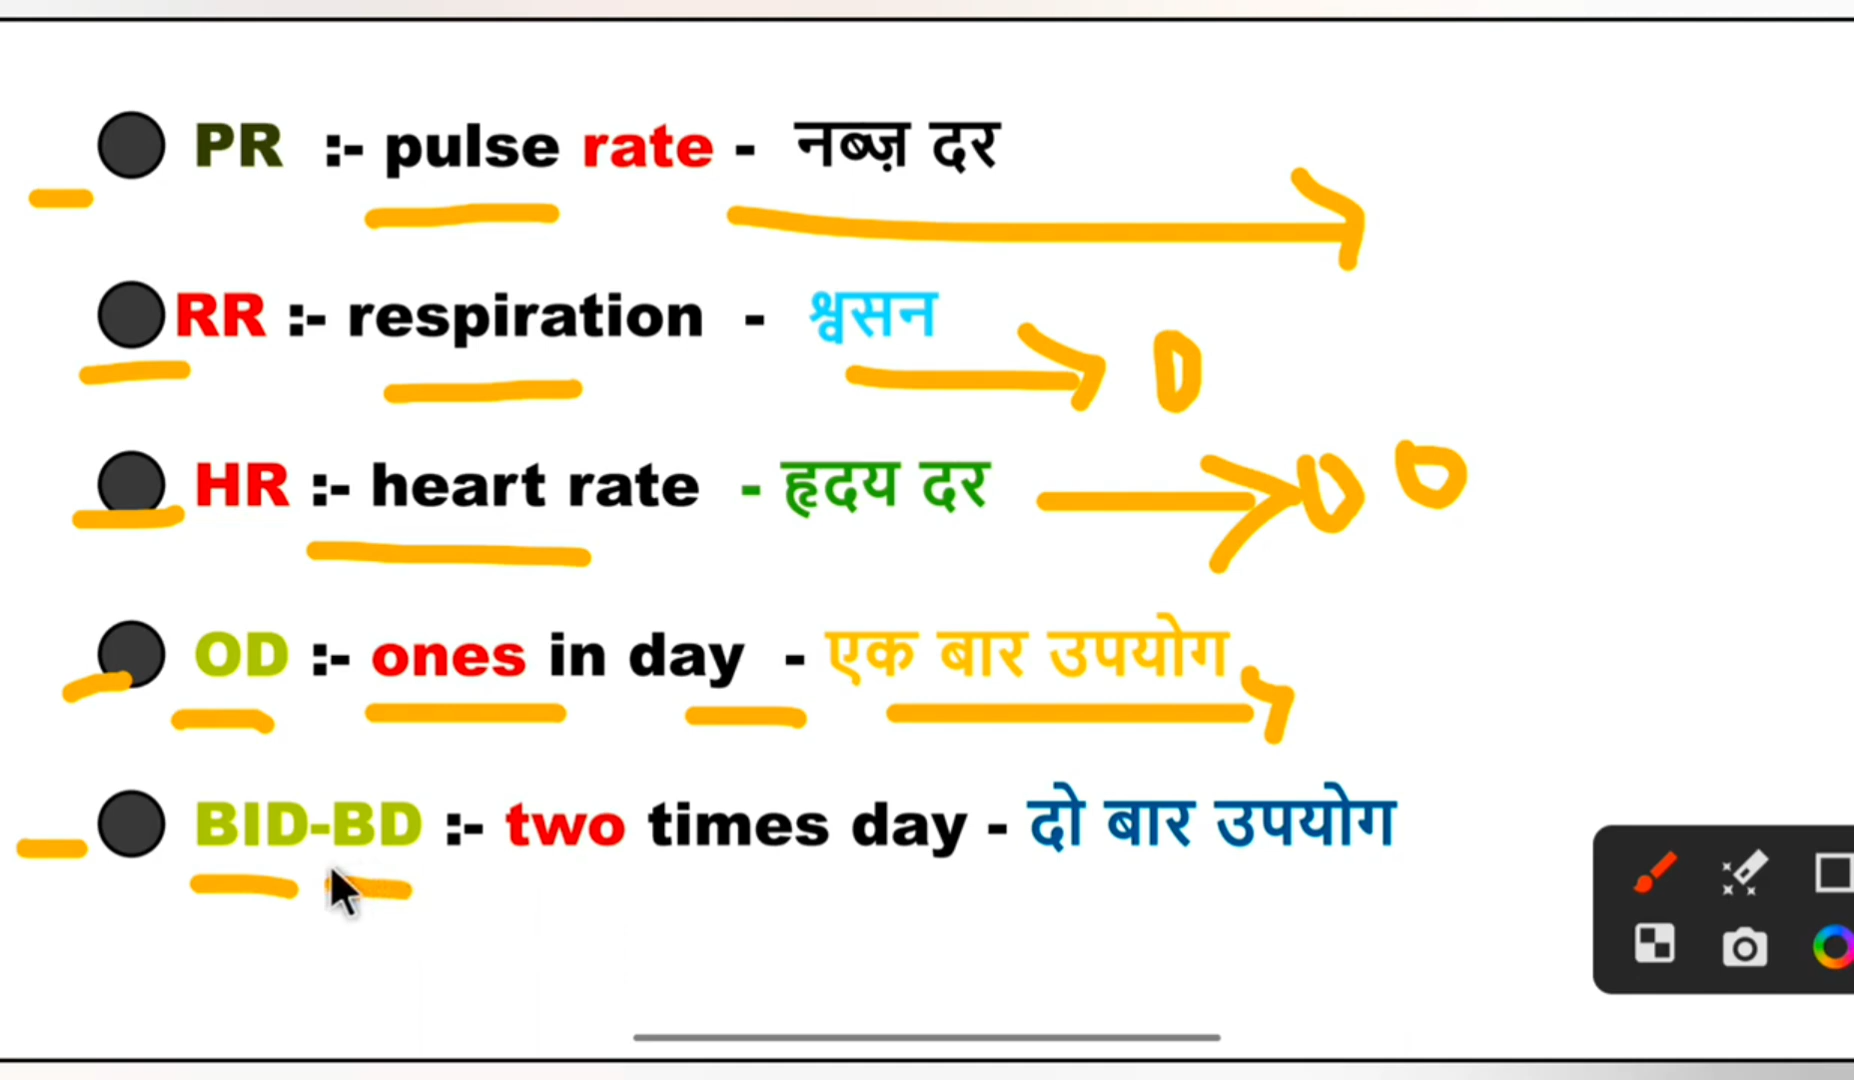 PR :- pulse rate - नब्ज़ दर
RR :- respiration - श्वसन
HR :- heart rate - हृदय दर
OD :- ones in day - एक बार उपयोग
BID-BD :- two times day - दो बार उपयोग